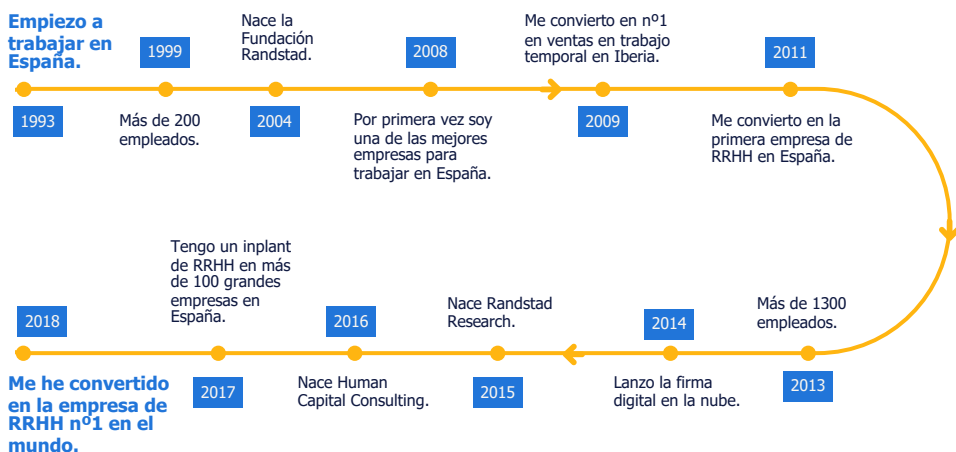 Empiezo a
trabajar en
España.
1993
1999
Más de 200
empleados.
Nace la
Fundación
Randstad.
2004
2008
Por primera vez soy
una de las mejores
empresas para
trabajar en España.
Me convierto en nº1
en ventas en trabajo
temporal en Iberia.
2009
2011
Me convierto en la
primera empresa de
RRHH en España.
Más de 1300
empleados.
2013
2014
Lanzo la firma
digital en la nube.
Nace Randstad
Research.
2015
2016
Nace Human
Capital Consulting.
Tengo un inplant
de RRHH en más
de 100 grandes
empresas en
España.
2017
2018
Me he convertido
en la empresa de
RRHH nº1 en el
mundo.